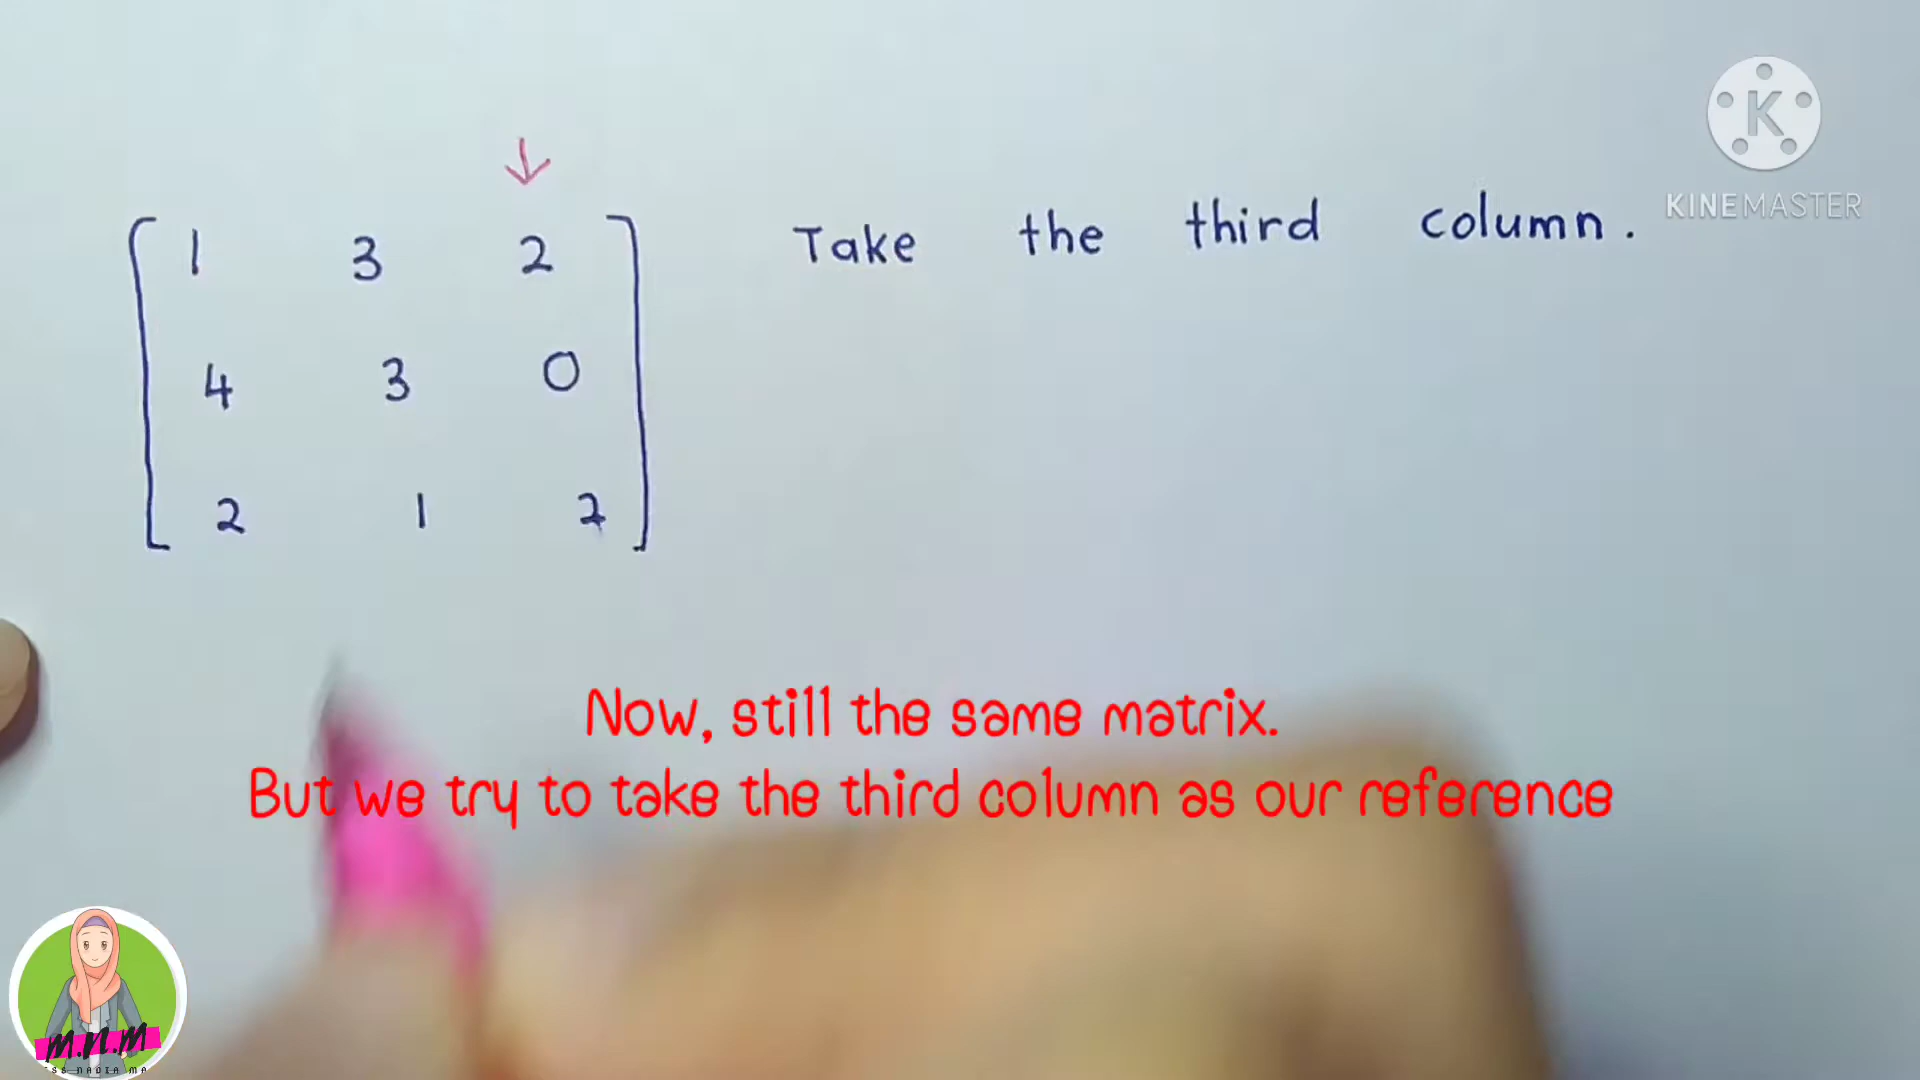 1 3 2 Take the third column.
4 3 0
2 1 2
KINEMASTER
Now, still the same matrix.
But we try to take the third column as our reference
M.N.M